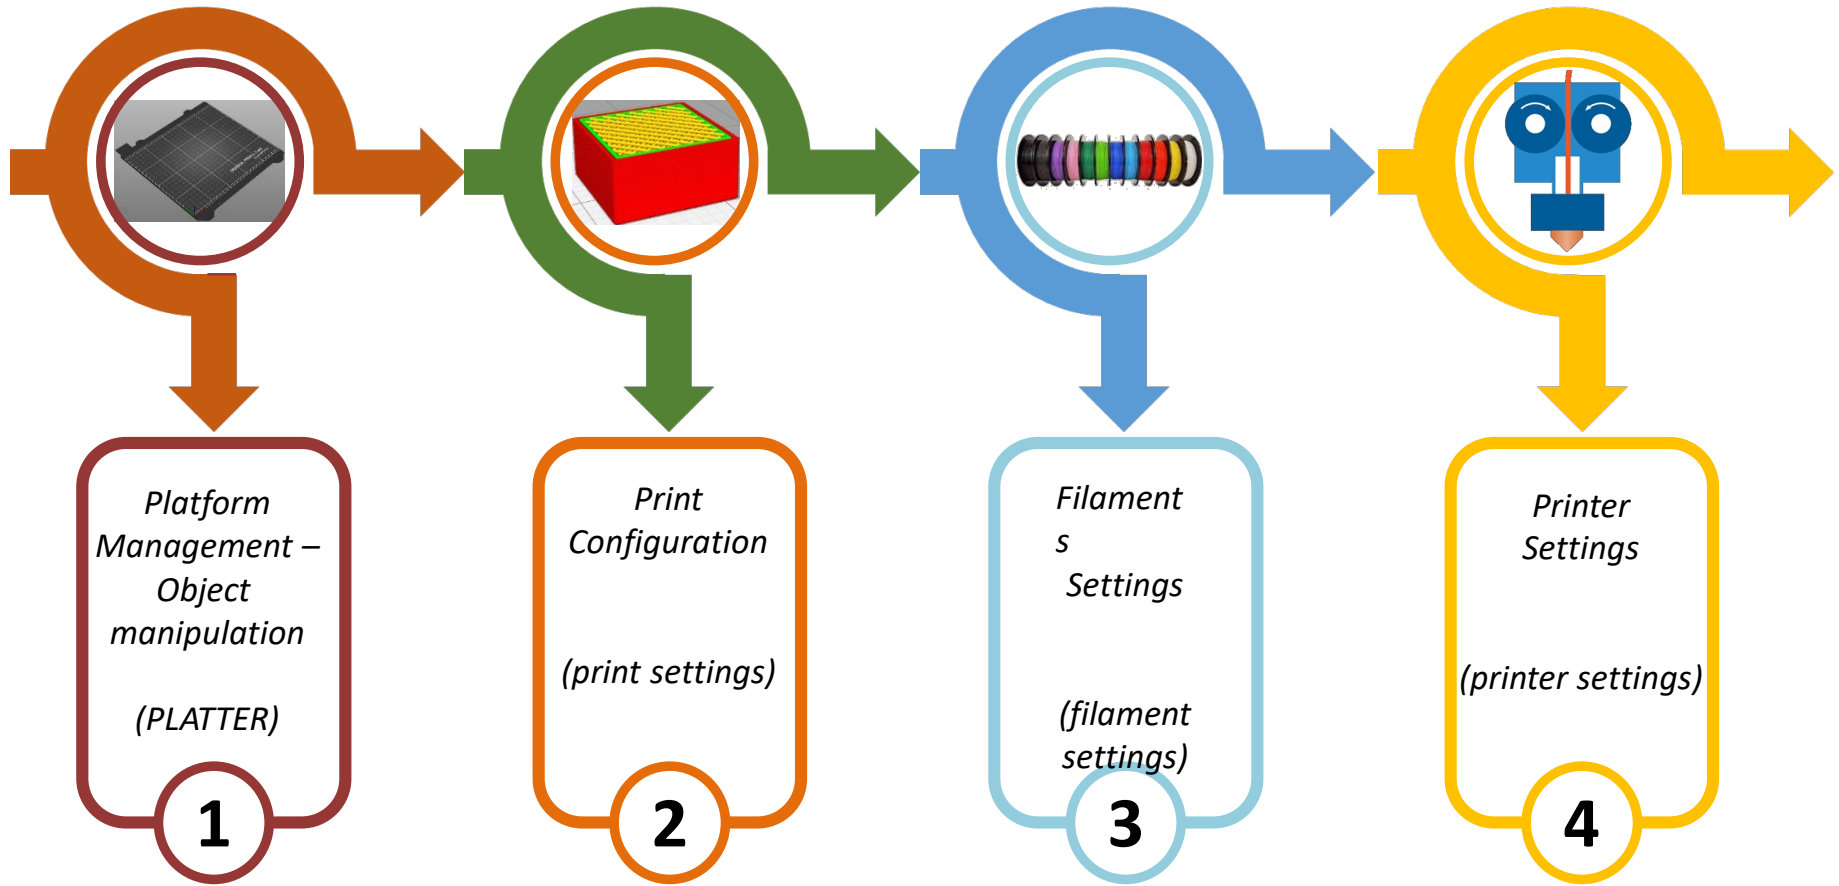 Platform
Management –
Object
manipulation
(PLATTER)
1
Print
Configuration
(print settings)
2
Filament
s
Settings
(filament
settings)
3
Printer
Settings
(printer settings)
4